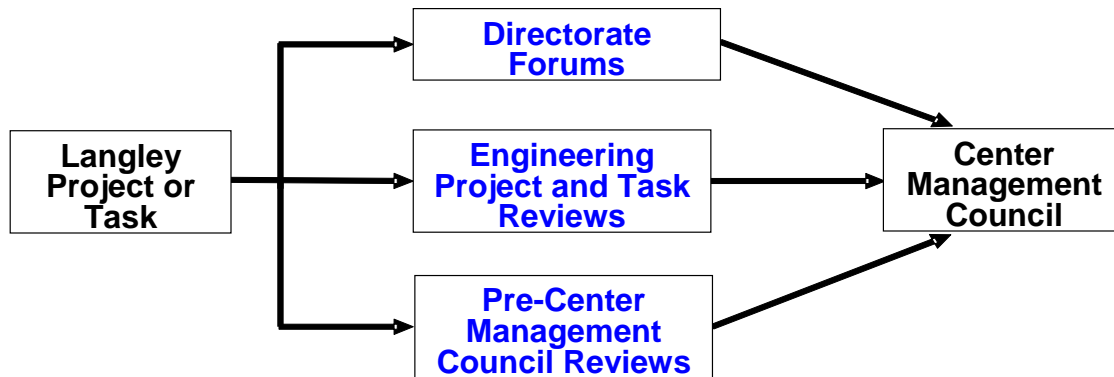 Directorate
Forums
Langley
Project or
Task
Engineering
Project and Task
Reviews
Center
Management
Council
Pre-Center
Management
Council Reviews